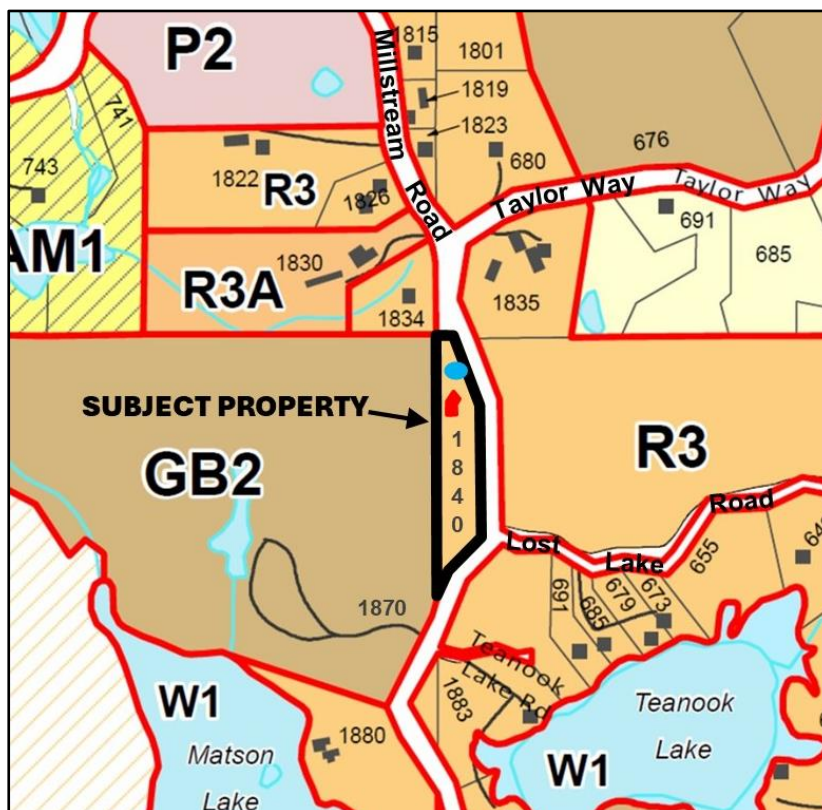 P2
1815
1801
1819
1823
Millstream
Road
741
743
1822
R3
1826
680
676
Taylor Way
Taylor Way
691
685
AM1
R3A
1830
1834
1835
SUBJECT PROPERTY
1
8
4
0
GB2
R3
Lost
Lake
Road
655
691
685
679
673
1870
Teanook
Lake Rd
1883
W1
Matson
Lake
1880
Teanook
Lake
W1